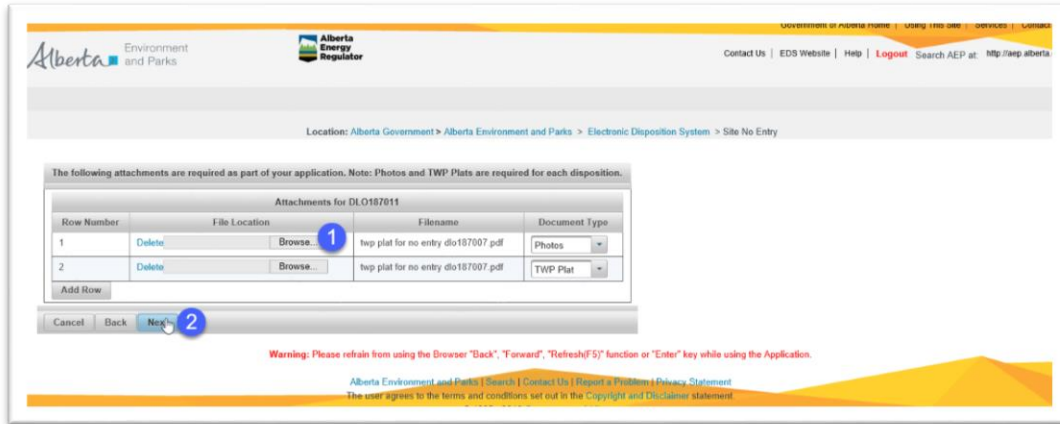 Government of Alberta Home | Using This Site | Services | Contact
Alberta Environment and Parks
Alberta Energy Regulator
Contact Us | EDS Website | Help | Logout Search AEP at: http://aep.alberta.
Location: Alberta Government > Alberta Environment and Parks > Electronic Disposition System > Site No Entry
The following attachments are required as part of your application. Note: Photos and TWP Plats are required for each disposition.
Attachments for DLO187011
Row Number File Location Filename Document Type
1 Delete Browse... 1 twp plat for no entry dlo187007.pdf Photos
2 Delete Browse... twp plat for no entry dlo187007.pdf TWP Plat
Add Row
Cancel Back Next 2
Warning: Please refrain from using the Browser "Back", "Forward", "Refresh(F5)" function or "Enter" key while using the Application.
Alberta Environment and Parks | Search | Contact Us | Report a Problem | Privacy Statement
The user agrees to the terms and conditions set out in the Copyright and Disclaimer statement